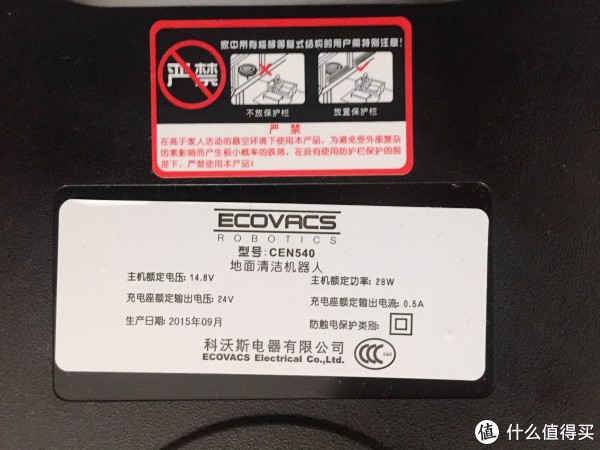 家中带有楼梯等复式结构的用户需特别注意!
严禁
不放保护栏
放置保护栏
严 禁
在高于家人活动的悬空环境下使用本产品,为避免受外部复杂
因素影响而产生极小概率的跌落,在没有使用防护栏保护的前
提下,严禁使用本产品!
ECOVACS
ROBOTICS
型号:CEN540
地面清洁机器人
主机额定电压: 14.8V
主机额定功率: 28W
充电座额定输出电压: 24V
充电座额定输出电流: 0.5A
生产日期: 2015年09月
防触电保护类别:
科沃斯电器有限公司
ECOVACS Electrical Co.,Ltd.
CCC
S&E
值 什么值得买